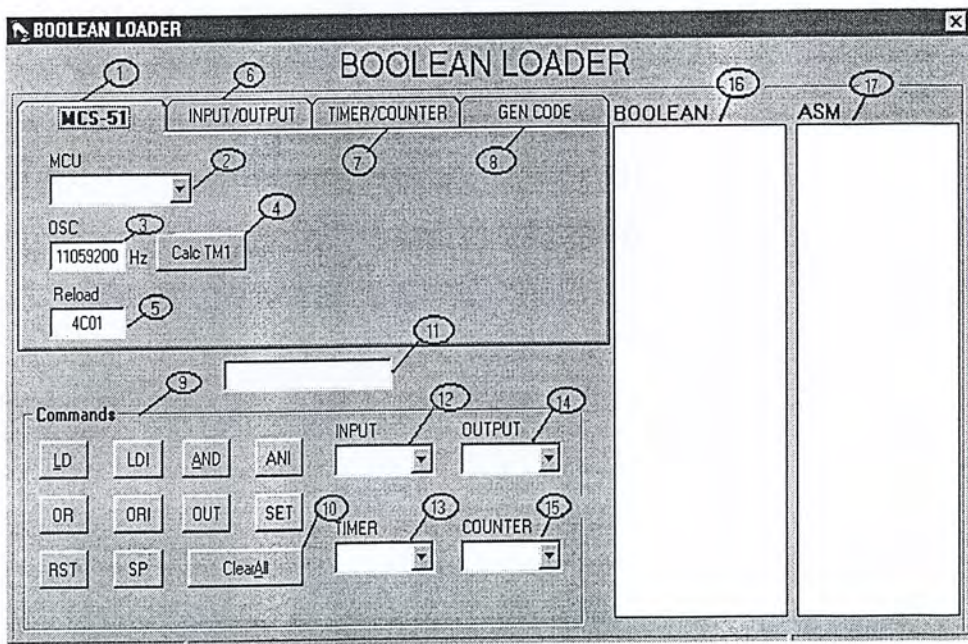 BOOLEAN LOADER
BOOLEAN LOADER
1 6 16 17
MCS-51 INPUT/OUTPUT TIMER/COUNTER GEN CODE BOOLEAN ASM
7 8
MCU
2
OSC
3 4
11059200 Hz Calc TM1
Reload
5
4C01
11
9
12 14
Commands
INPUT OUTPUT
LD LDI AND ANI
10 13 15
OR ORI OUT SET
TIMER COUNTER
RST SP ClearAll